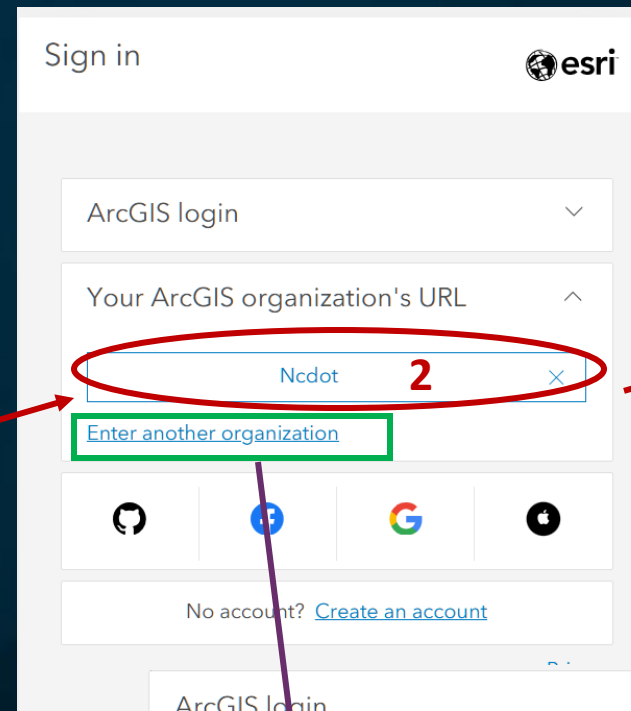 Sign in
esri
ArcGIS login
Your ArcGIS organization's URL
Ncdot 2
Enter another organization
No account? Create an account
ArcGIS login